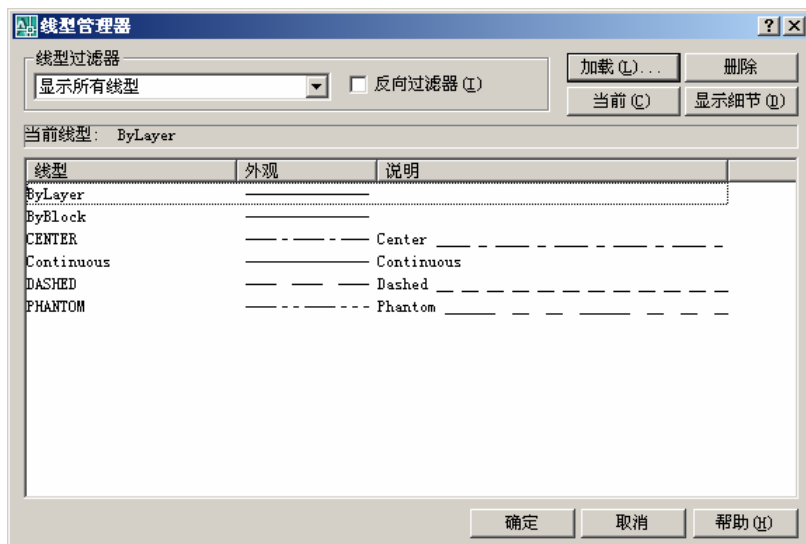 线型管理器
线型过滤器
显示所有线型
反向过滤器(I)
加载(L)...
删除
当前(C)
显示细节(D)
当前线型: ByLayer
线型 外观 说明
ByLayer
ByBlock
CENTER Center
Continuous Continuous
DASHED Dashed
PHANTOM Phantom
确定 取消 帮助(H)